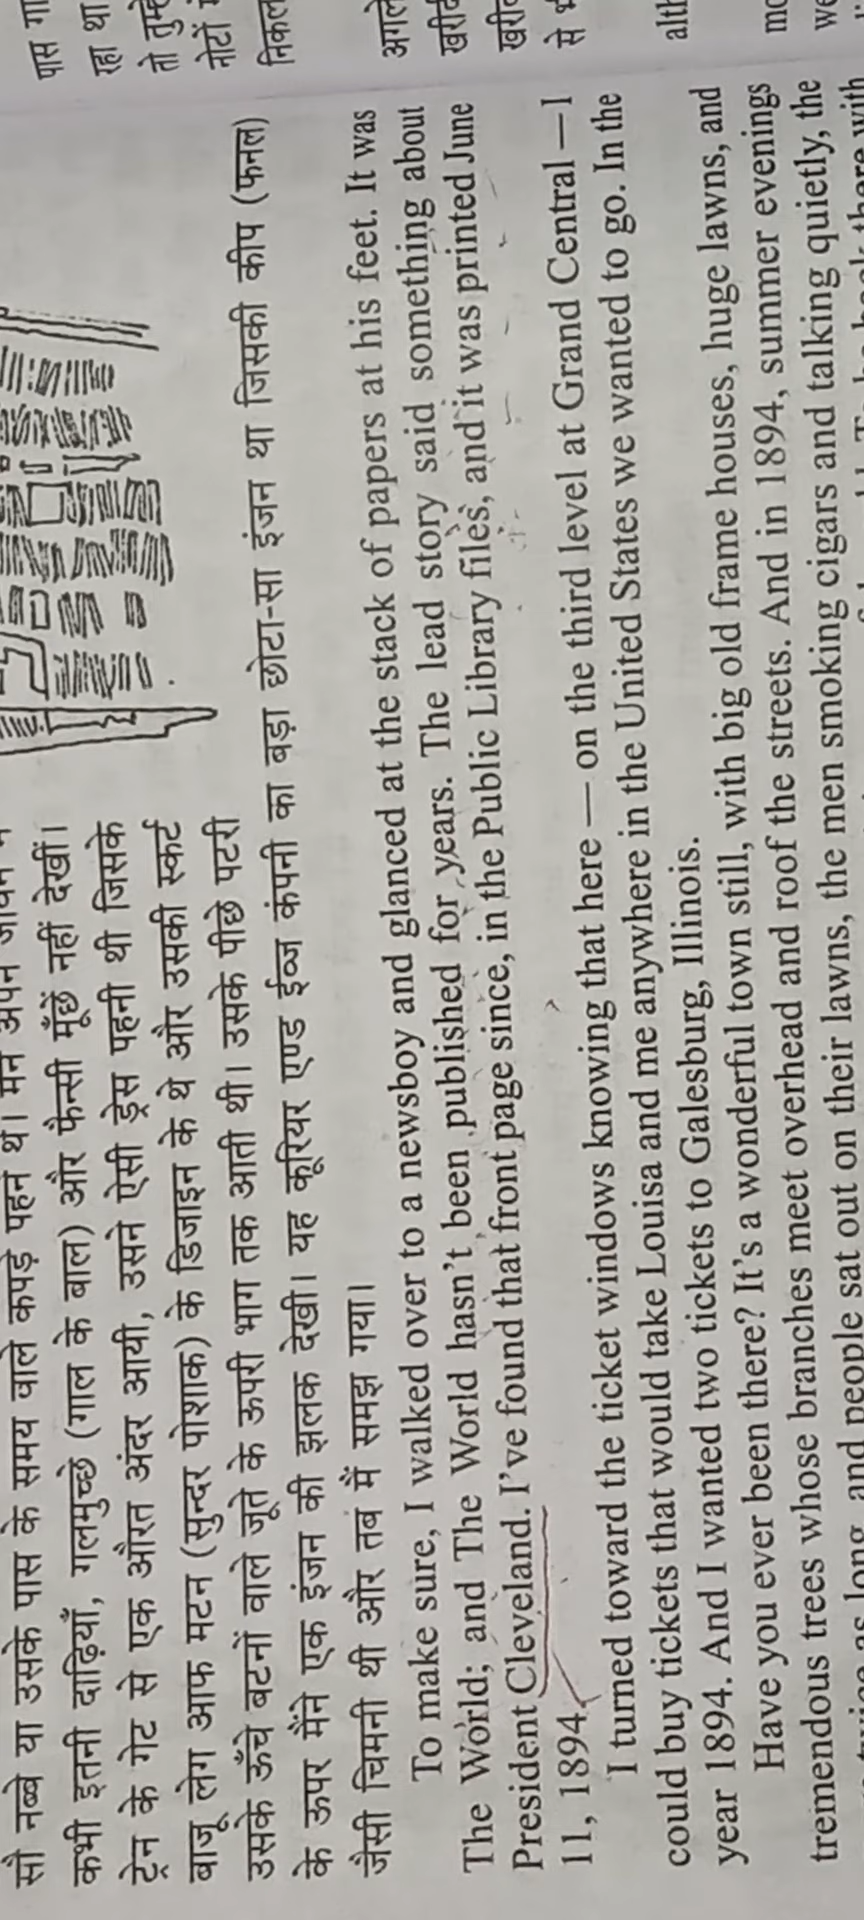 सौ नब्बे या उसके पास के समय वाले कपड़े पहने थे। मैंने अपने जीवन में
कभी इतनी दाढ़ियाँ, गलमुच्छे (गाल के बाल) और फैन्सी मूँछें नहीं देखीं।
ट्रेन के गेट से एक औरत अंदर आयी, उसने ऐसी ड्रेस पहनी थी जिसके
बाजू लेग आफ मटन (सुन्दर पोशाक) के डिजाइन के थे और उसकी स्कर्ट
उसके ऊँचे बटनों वाले जूते के ऊपरी भाग तक आती थी। उसके पीछे पटरी
के ऊपर मैंने एक इंजन की झलक देखी। यह कूरियर एण्ड ईव्ज कंपनी का बड़ा छोटा-सा इंजन था जिसकी कीप (फनल)
जैसी चिमनी थी और तब मैं समझ गया।
To make sure, I walked over to a newsboy and glanced at the stack of papers at his feet. It was
The World; and The World hasn't been published for years. The lead story said something about
President Cleveland. I've found that front page since, in the Public Library files, and it was printed June
11, 1894.
I turned toward the ticket windows knowing that here — on the third level at Grand Central — I
could buy tickets that would take Louisa and me anywhere in the United States we wanted to go. In the
year 1894. And I wanted two tickets to Galesburg, Illinois.
Have you ever been there? It's a wonderful town still, with big old frame houses, huge lawns, and
tremendous trees whose branches meet overhead and roof the streets. And in 1894, summer evenings
as long, and people sat out on their lawns, the men smoking cigars and talking quietly, the
पास
रहा था
तो तुम्हें
नोटों
अगले
से